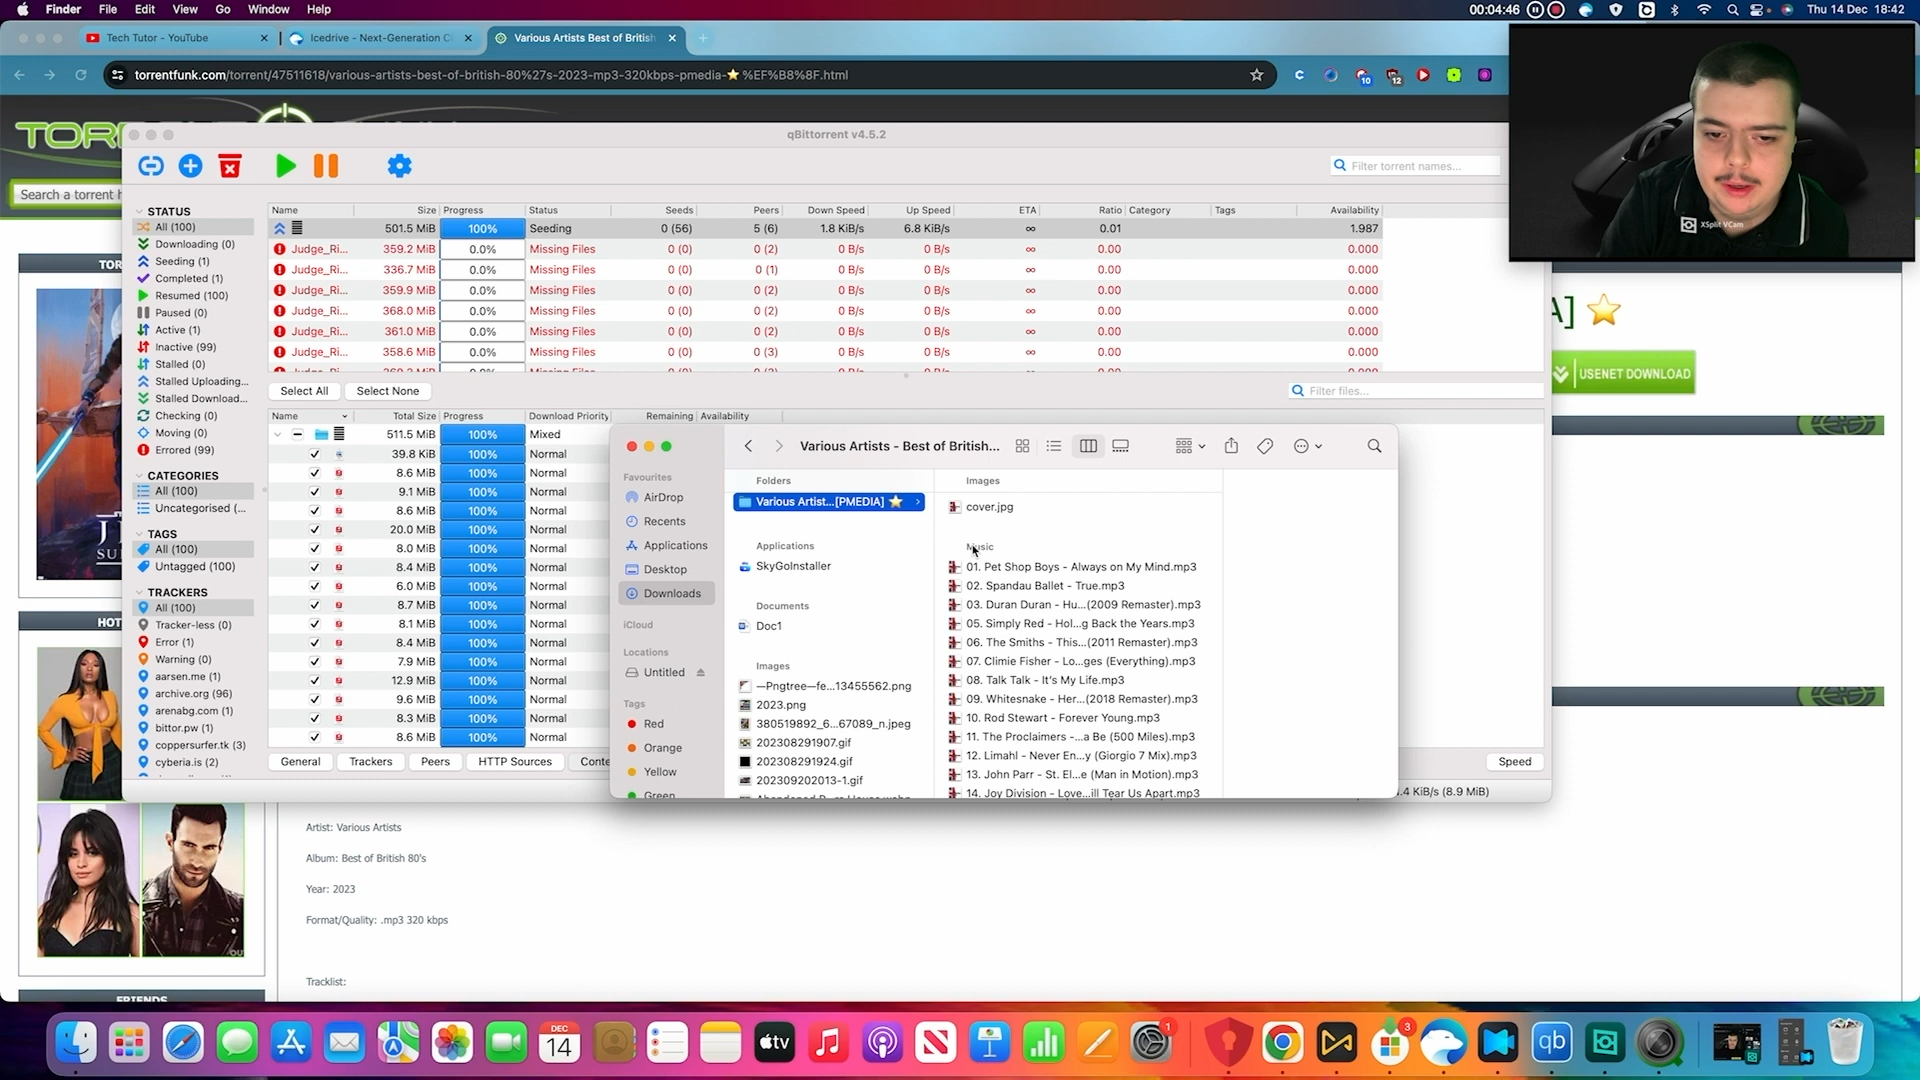 Finder File Edit View Go Window Help
00:04:46
Thu 14 Dec 18:42
Tech Tutor - YouTube
Icedrive - Next-Generation C
Various Artists Best of British
torrentfunk.com/torrent/47511618/various-artists-best-of-british-80%27s-2023-mp3-320kbps-pmedia-⭐%EF%B8%8F.html
10
12
XSplit VCam
qBittorrent v4.5.2
Search a torrent h
Filter torrent names...
STATUS
All (100)
Downloading (0)
Seeding (1)
Completed (1)
Resumed (100)
Paused (0)
Active (1)
Inactive (99)
Stalled (0)
Stalled Uploading...
Stalled Download...
Checking (0)
Moving (0)
Errored (99)
CATEGORIES
All (100)
Uncategorised (...
TAGS
All (100)
Untagged (100)
TRACKERS
All (100)
Tracker-less (0)
Error (1)
Warning (0)
aarsen.me (1)
archive.org (96)
arenabg.com (1)
bittor.pw (1)
coppersurfer.tk (3)
cyberia.is (2)
Name Size Progress Status Seeds Peers Down Speed Up Speed ETA Ratio Category Tags Availability
501.5 MiB 100% Seeding 0 (56) 5 (6) 1.8 KiB/s 6.8 KiB/s ∞ 0.01 1.987
Judge_Ri... 359.2 MiB 0.0% Missing Files 0 (0) 0 (2) 0 B/s 0 B/s ∞ 0.00 0.000
Judge_Ri... 336.7 MiB 0.0% Missing Files 0 (0) 0 (1) 0 B/s 0 B/s ∞ 0.00 0.000
Judge_Ri... 359.9 MiB 0.0% Missing Files 0 (0) 0 (2) 0 B/s 0 B/s ∞ 0.00 0.000
Judge_Ri... 368.0 MiB 0.0% Missing Files 0 (0) 0 (2) 0 B/s 0 B/s ∞ 0.00 0.000
Judge_Ri... 361.0 MiB 0.0% Missing Files 0 (0) 0 (2) 0 B/s 0 B/s ∞ 0.00 0.000
Judge_Ri... 358.6 MiB 0.0% Missing Files 0 (0) 0 (3) 0 B/s 0 B/s ∞ 0.00 0.000
Select All Select None
Filter files...
Name Total Size Progress Download Priority Remaining Availability
511.5 MiB 100% Mixed
39.8 KiB 100% Normal
8.6 MiB 100% Normal
9.1 MiB 100% Normal
8.6 MiB 100% Normal
20.0 MiB 100% Normal
8.0 MiB 100% Normal
8.4 MiB 100% Normal
6.0 MiB 100% Normal
8.7 MiB 100% Normal
8.1 MiB 100% Normal
8.4 MiB 100% Normal
7.9 MiB 100% Normal
12.9 MiB 100% Normal
9.6 MiB 100% Normal
8.3 MiB 100% Normal
8.6 MiB 100% Normal
General Trackers Peers HTTP Sources Conte
Speed
.4 KiB/s (8.9 MiB)
Various Artists - Best of British...
Favourites
AirDrop
Recents
Applications
Desktop
Downloads
iCloud
Locations
Untitled
Tags
Red
Orange
Yellow
Green
Folders
Various Artist...[PMEDIA] ⭐
Applications
SkyGoInstaller
Documents
Doc1
Images
—Pngtree—fe...13455562.png
2023.png
380519892_6...67089_n.jpeg
202308291907.gif
202308291924.gif
202309202013-1.gif
Images
cover.jpg
Music
01. Pet Shop Boys - Always on My Mind.mp3
02. Spandau Ballet - True.mp3
03. Duran Duran - Hu...(2009 Remaster).mp3
05. Simply Red - Hol...g Back the Years.mp3
06. The Smiths - This...(2011 Remaster).mp3
07. Climie Fisher - Lo...ges (Everything).mp3
08. Talk Talk - It's My Life.mp3
09. Whitesnake - Her...(2018 Remaster).mp3
10. Rod Stewart - Forever Young.mp3
11. The Proclaimers -...a Be (500 Miles).mp3
12. Limahl - Never En...y (Giorgio 7 Mix).mp3
13. John Parr - St. El...e (Man in Motion).mp3
14. Joy Division - Love...ill Tear Us Apart.mp3
TOR
TOR
HOT
FRIENDS
A] ⭐
USENET DOWNLOAD
Artist: Various Artists
Album: Best of British 80's
Year: 2023
Format/Quality: .mp3 320 kbps
Tracklist:
DEC
14
tv
1
3
qb